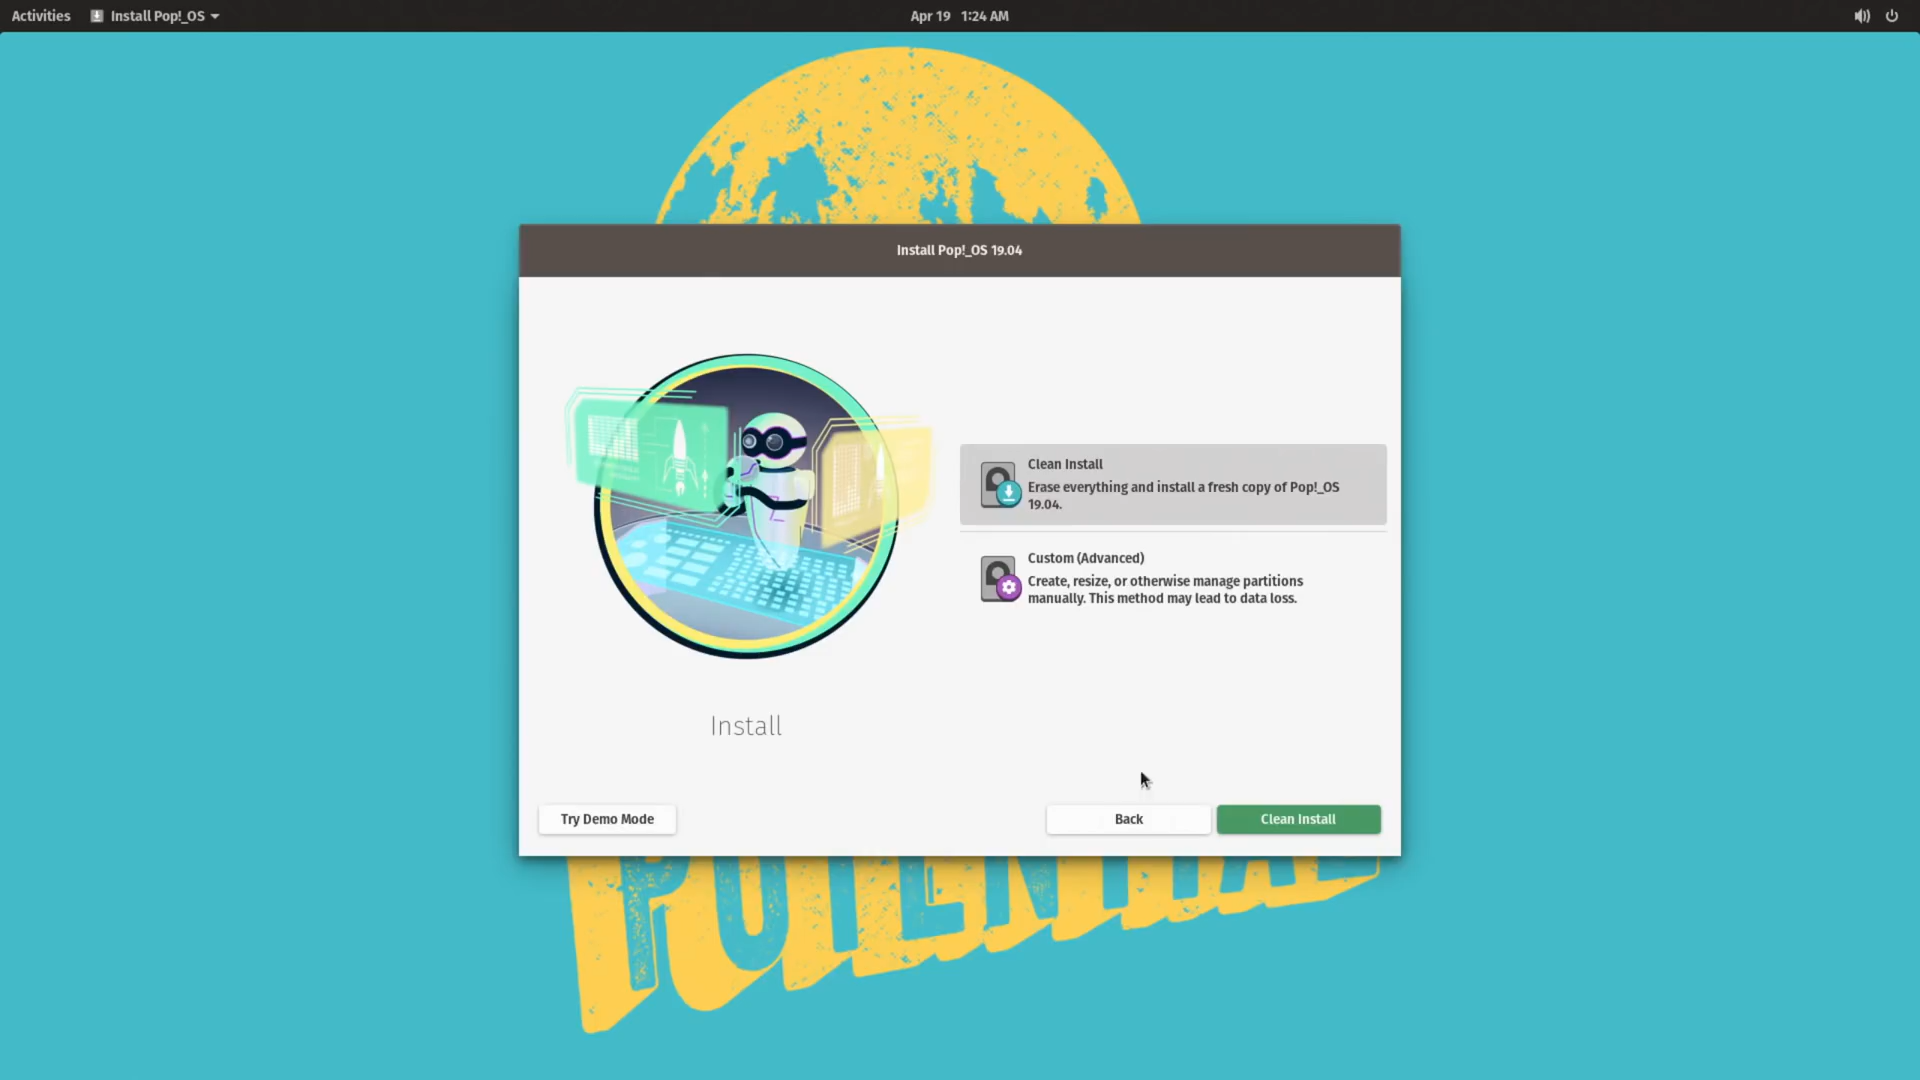 Activities
Install Pop!_OS
Apr 19 1:24 AM
Install Pop!_OS 19.04
Clean Install
Erase everything and install a fresh copy of Pop!_OS
19.04.
Custom (Advanced)
Create, resize, or otherwise manage partitions
manually. This method may lead to data loss.
Install
Try Demo Mode
Back
Clean Install
POTENTIAL